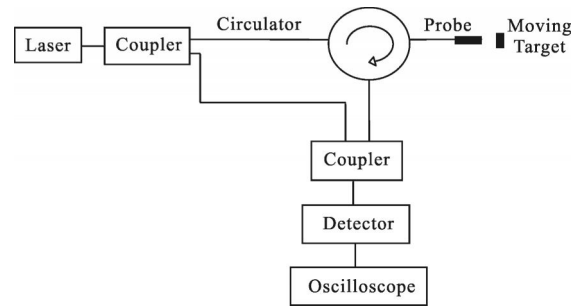 Laser
Coupler
Circulator
Probe
Moving
Target
Coupler
Detector
Oscilloscope